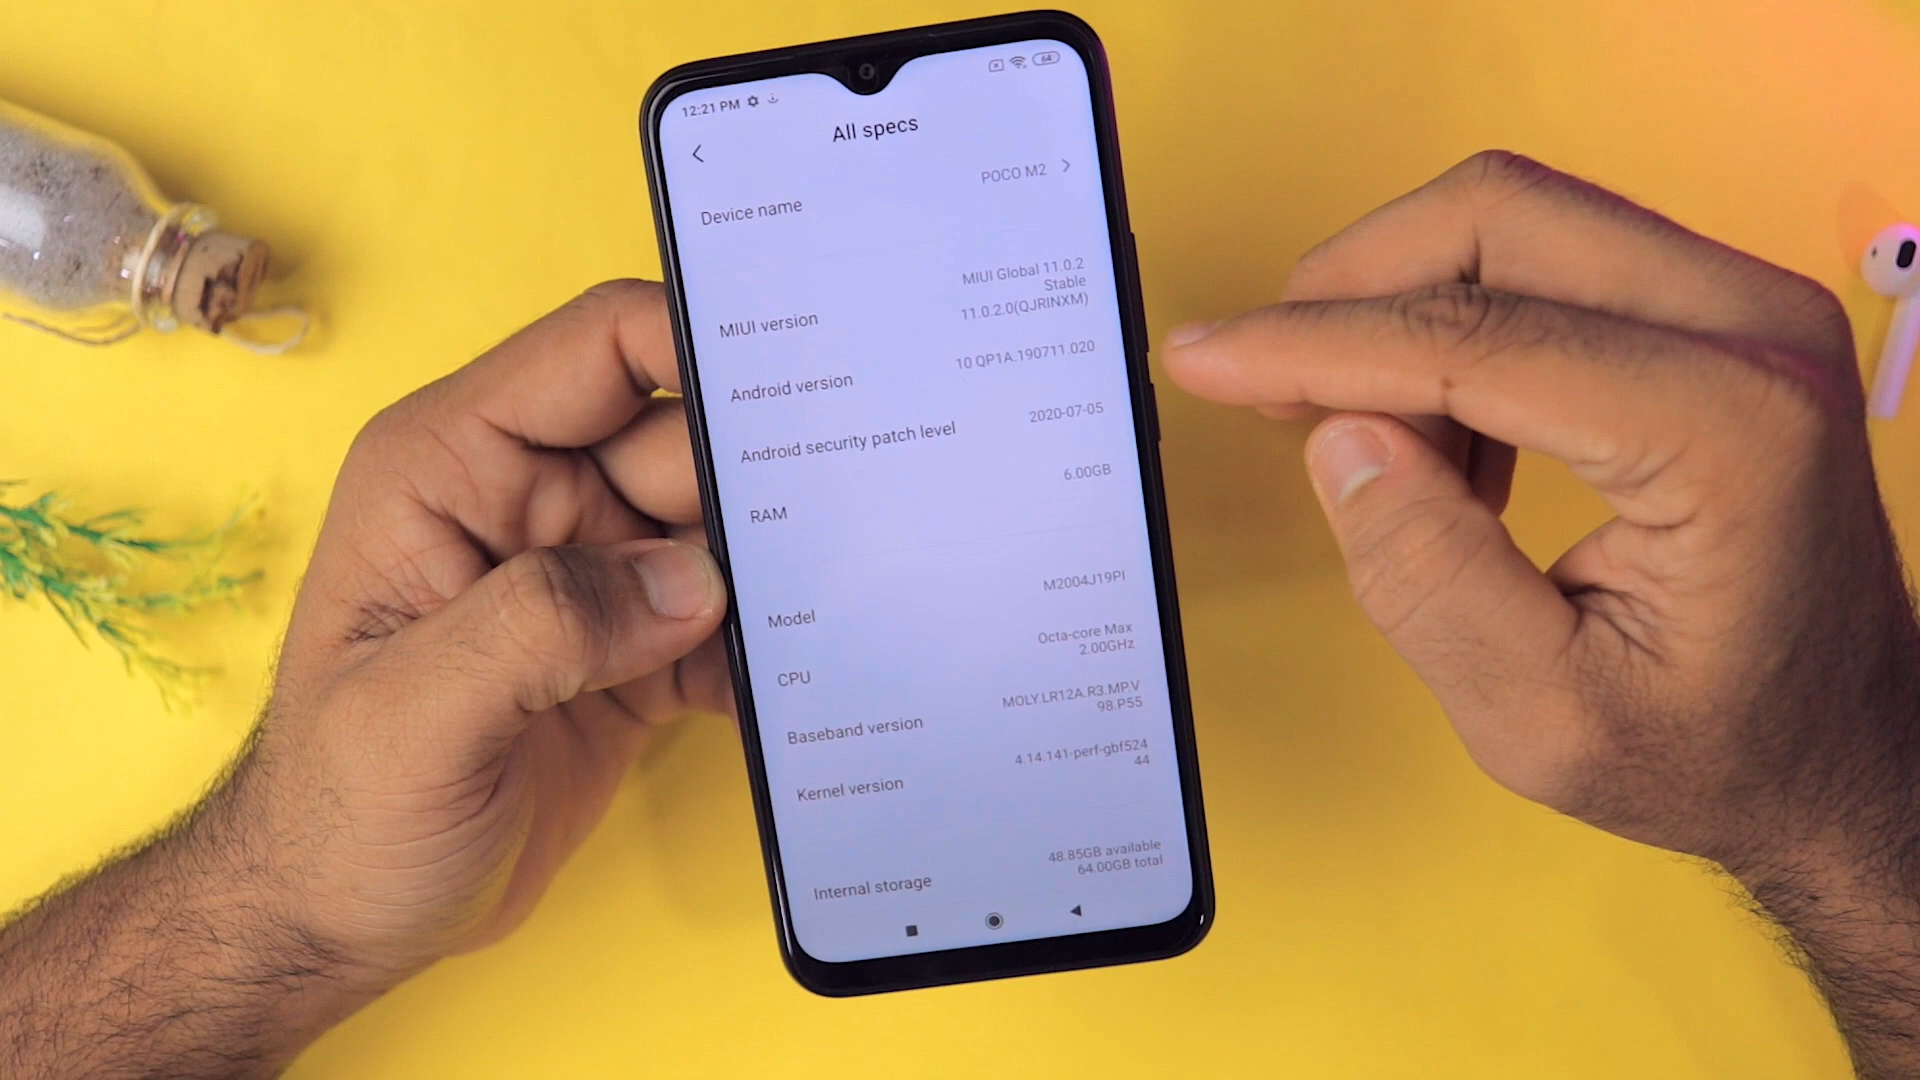 12:21 PM
64
All specs
Device name
POCO M2
MIUI version
MIUI Global 11.0.2
Stable
11.0.2.0(QJRINXM)
Android version
10 QP1A.190711.020
Android security patch level
2020-07-05
RAM
6.00GB
Model
M2004J19PI
CPU
Octa-core Max
2.00GHz
Baseband version
MOLY.LR12A.R3.MP.V
98.P55
Kernel version
4.14.141-perf-gbf524
44
Internal storage
48.85GB available
64.00GB total